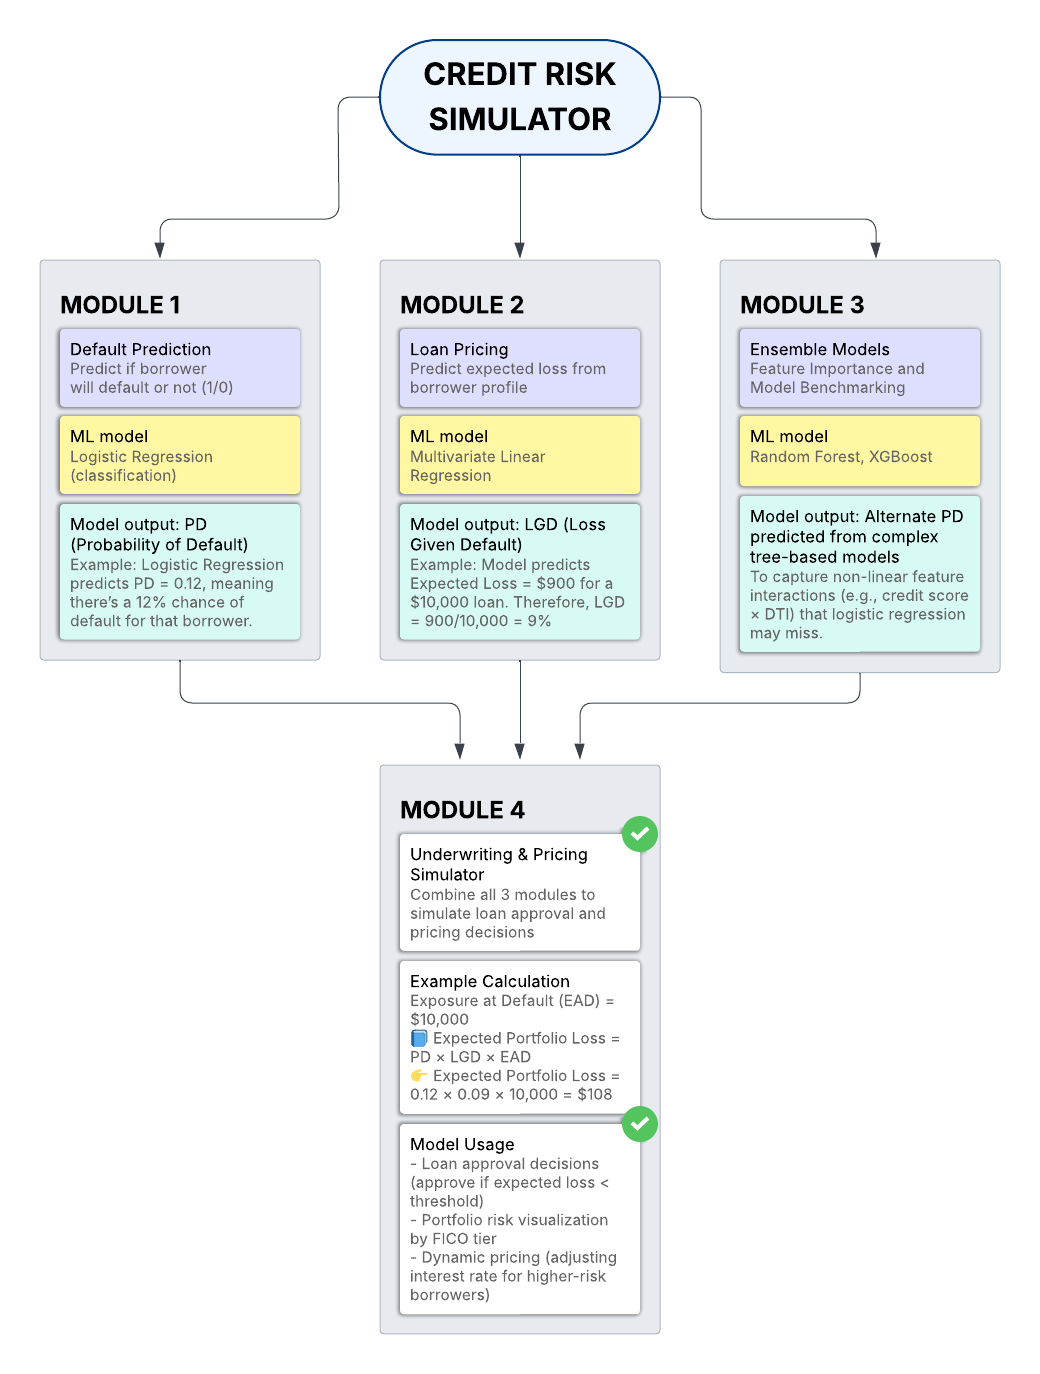 CREDIT RISK
SIMULATOR
MODULE 1
Default Prediction
Predict if borrower
will default or not (1/0)
ML model
Logistic Regression
(classification)
Model output: PD
(Probability of Default)
Example: Logistic Regression
predicts PD = 0.12, meaning
there's a 12% chance of
default for that borrower.
MODULE 2
Loan Pricing
Predict expected loss from
borrower profile
ML model
Multivariate Linear
Regression
Model output: LGD (Loss
Given Default)
Example: Model predicts
Expected Loss = $900 for a
$10,000 loan. Therefore, LGD
= 900/10,000 = 9%
MODULE 3
Ensemble Models
Feature Importance and
Model Benchmarking
ML model
Random Forest, XGBoost
Model output: Alternate PD
predicted from complex
tree-based models
To capture non-linear feature
interactions (e.g., credit score
× DTI) that logistic regression
may miss.
MODULE 4
Underwriting & Pricing
Simulator
Combine all 3 modules to
simulate loan approval and
pricing decisions
Example Calculation
Exposure at Default (EAD) =
$10,000
📘 Expected Portfolio Loss =
PD × LGD × EAD
👉 Expected Portfolio Loss =
0.12 × 0.09 × 10,000 = $108
Model Usage
- Loan approval decisions
(approve if expected loss <
threshold)
- Portfolio risk visualization
by FICO tier
- Dynamic pricing (adjusting
interest rate for higher-risk
borrowers)